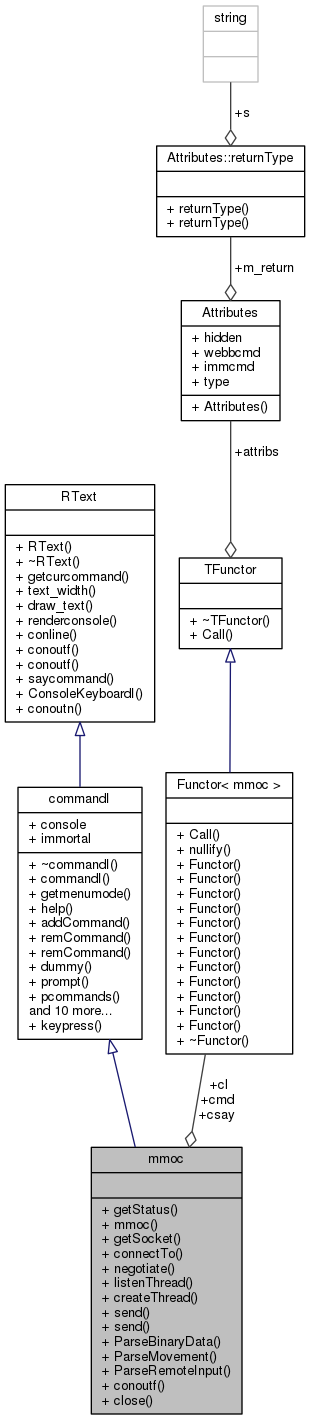 string
+s
Attributes::returnType
+ returnType()
+ returnType()
+m_return
Attributes
+ hidden
+ webbcmd
+ immcmd
+ type
+ Attributes()
+attribs
RText
+ RText()
+ ~RText()
+ getcurcommand()
+ text_width()
+ draw_text()
+ renderconsole()
+ conline()
+ conoutf()
+ conoutf()
+ saycommand()
+ ConsoleKeyboardI()
+ conoutn()
TFunctor
+ ~TFunctor()
+ Call()
commandI
+ console
+ immortal
+ ~commandI()
+ commandI()
+ getmenumode()
+ help()
+ addCommand()
+ remCommand()
+ remCommand()
+ dummy()
+ prompt()
+ pcommands()
and 10 more...
+ keypress()
Functor< mmoc >
+ Call()
+ nullify()
+ Functor()
+ Functor()
+ Functor()
+ Functor()
+ Functor()
+ Functor()
+ Functor()
+ Functor()
+ Functor()
+ Functor()
+ Functor()
+ Functor()
+ ~Functor()
+cl
+cmd
+csay
mmoc
+ getStatus()
+ mmoc()
+ getSocket()
+ connectTo()
+ negotiate()
+ listenThread()
+ createThread()
+ send()
+ send()
+ ParseBinaryData()
+ ParseMovement()
+ ParseRemoteInput()
+ conoutf()
+ close()